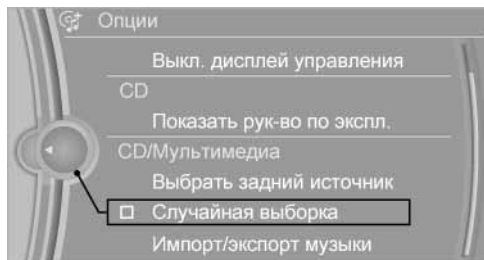 Опции
Выкл. дисплей управления
CD
Показать рук-во по экспл.
CD/Мультимедиа
Выбрать задний источник
Случайная выборка
Импорт/экспорт музыки